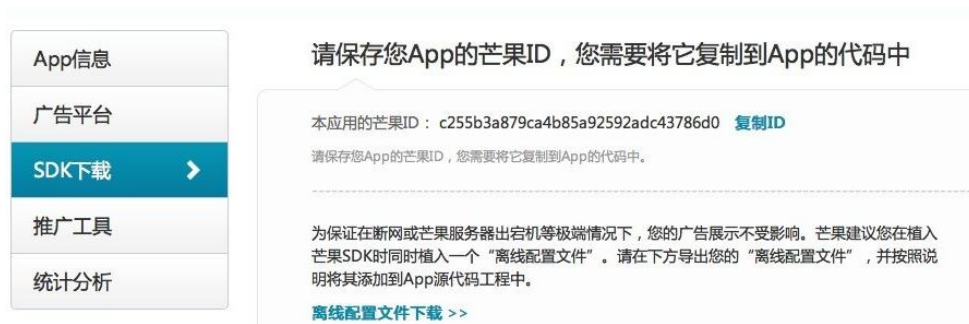 App信息
广告平台
SDK下载
推广工具
统计分析
请保存您App的芒果ID，您需要将它复制到App的代码中
本应用的芒果ID： c255b3a879ca4b85a92592adc43786d0 复制ID
请保存您App的芒果ID，您需要将它复制到App的代码中。
为保证在断网或芒果服务器出宕机等极端情况下，您的广告展示不受影响。芒果建议您在植入
芒果SDK时同时植入一个“离线配置文件”。请在下方导出您的“离线配置文件”，并按照说
明将其添加到App源代码工程中。
离线配置文件下载 >>